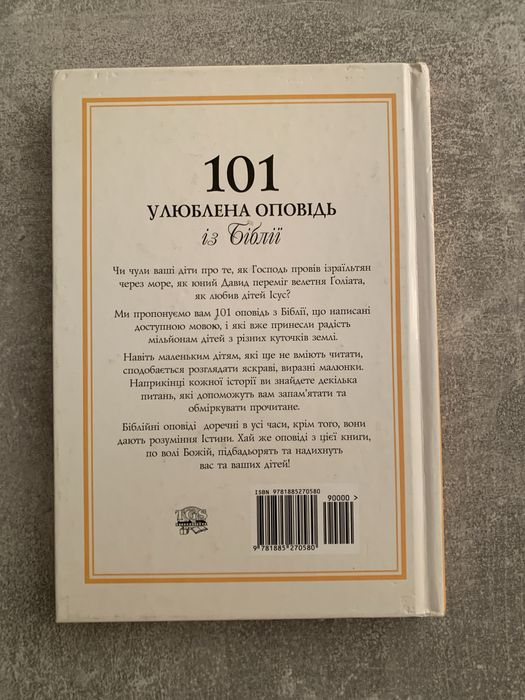 101
УЛЮБЛЕНА ОПОВІДЬ
із Біблії
Чи чули ваші діти про те, як Господь провів ізраїльтян
через море, як юний Давид переміг велетня Ґоліата,
як любив дітей Ісус?
Ми пропонуємо вам 101 оповідь з Біблії, що написані
доступною мовою, і які вже принесли радість
мільйонам дітей з різних куточків землі.
Навіть маленьким дітям, які ще не вміють читати,
сподобається розглядати яскраві, виразні малюнки.
Наприкінці кожної історії ви знайдете декілька
питань, які допоможуть вам запам'ятати та
обміркувати прочитане.
Біблійні оповіді доречні в усі часи, крім того, вони
дають розуміння Істини. Хай же оповіді з цієї книги,
по волі Божій, підбадьорять та надихнуть
вас та ваших дітей!
ISBN 9781885270580
90000 >
9 781885 270580